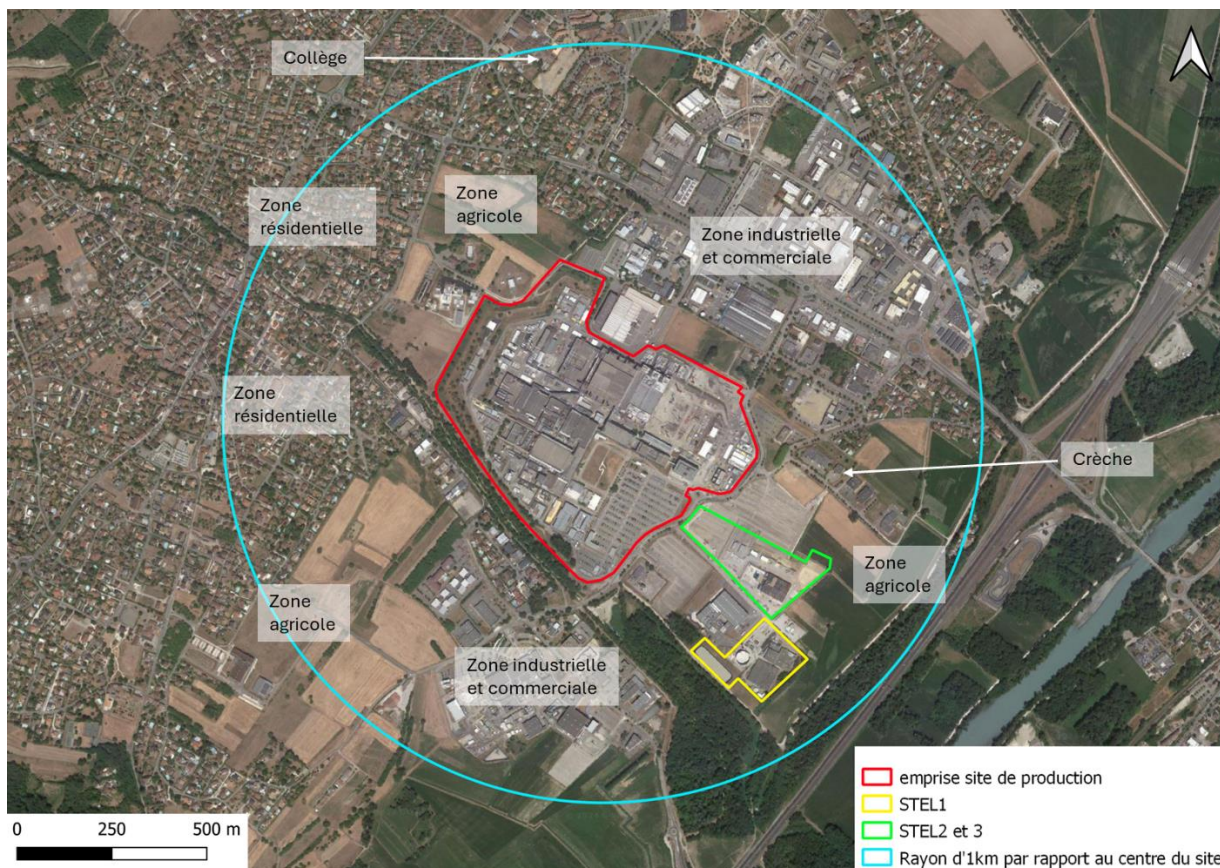 Collège
Zone
agricole
Zone
résidentielle
Zone industrielle
et commerciale
Zone
résidentielle
Crèche
Zone
agricole
Zone
agricole
Zone industrielle
et commerciale
0 250 500 m
emprise site de production
STEL1
STEL2 et 3
Rayon d'1km par rapport au centre du site